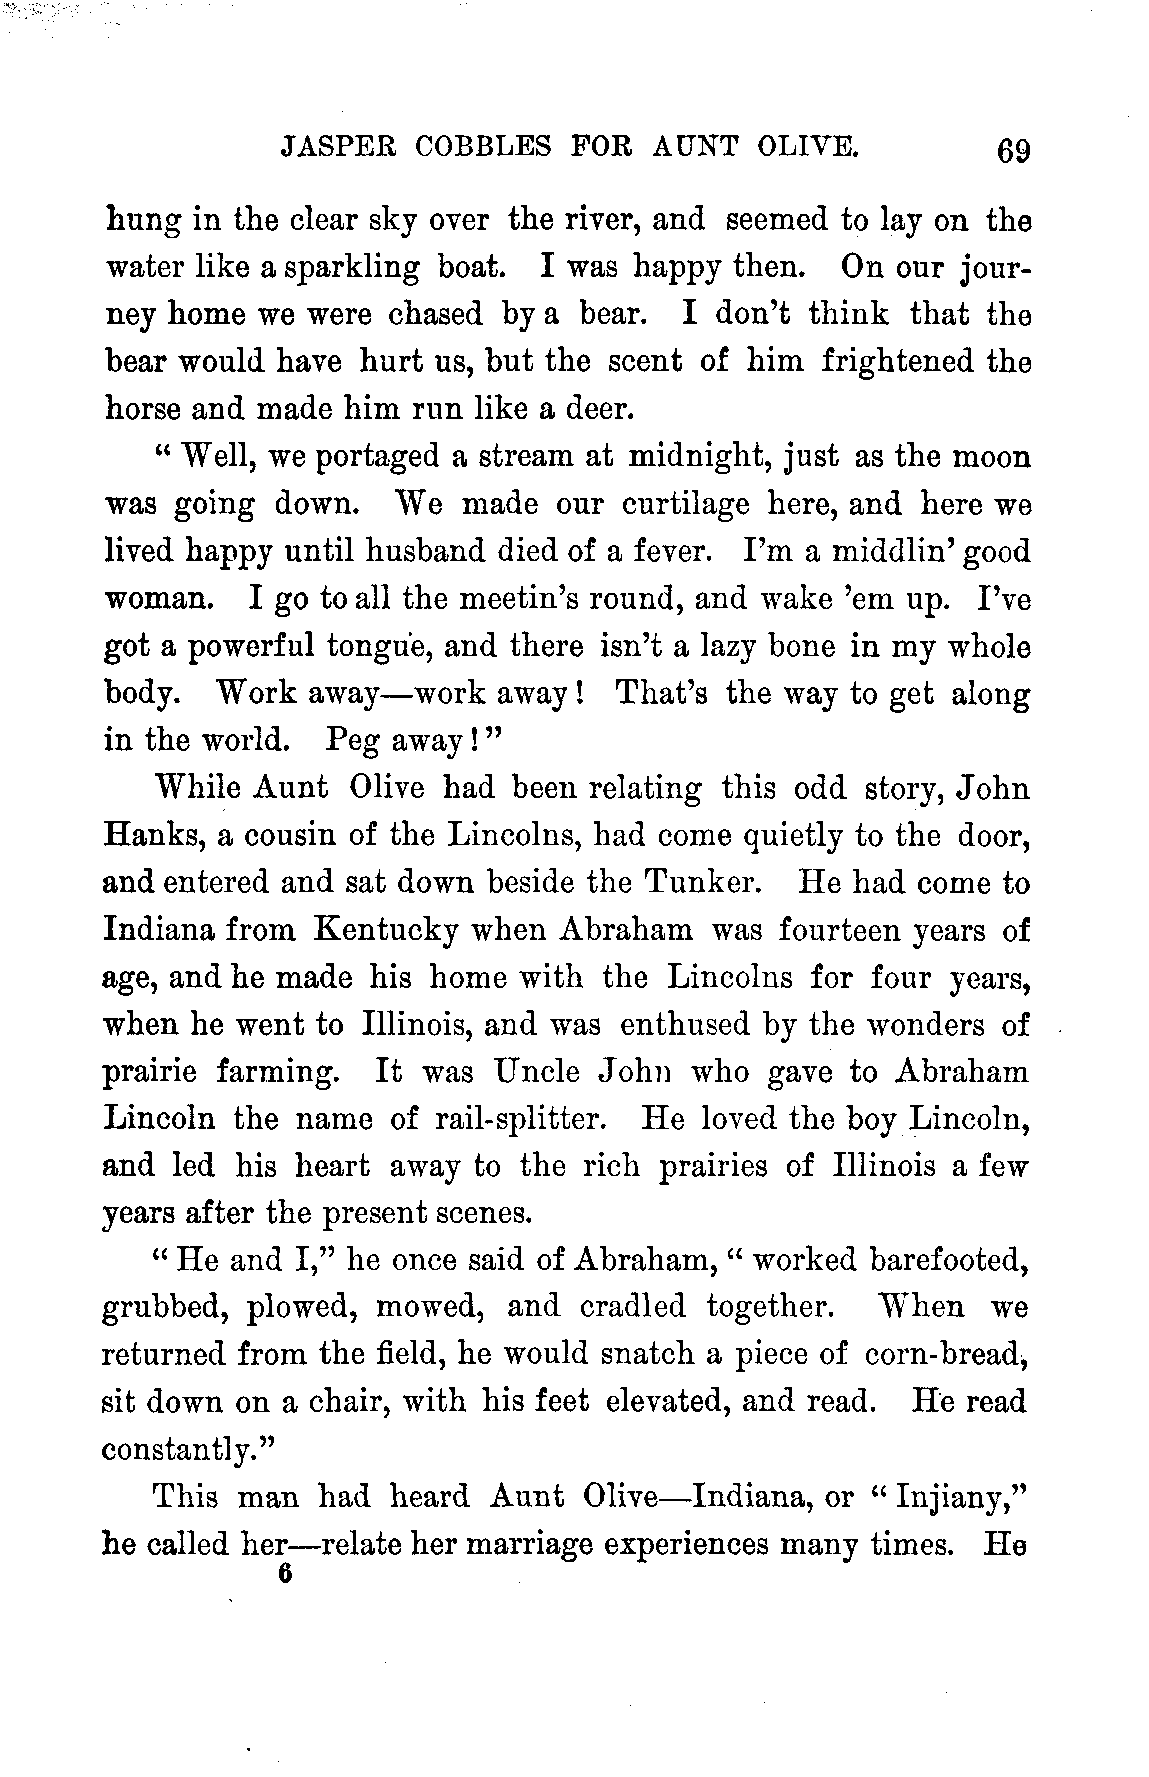 JASPER COBBLES FOR AUNT OLIVE. 69
hung in the clear sky over the river, and seemed to lay on the
water like a sparkling boat. I was happy then. On our jour-
ney home we were chased by a bear. I don't think that the
bear would have hurt us, but the scent of him frightened the
horse and made him run like a deer.
" Well, we portaged a stream at midnight, just as the moon
was going down. We made our curtilage here, and here we
lived happy until husband died of a fever. I'm a middlin' good
woman. I go to all the meetin's round, and wake 'em up. I've
got a powerful tongue, and there isn't a lazy bone in my whole
body. Work away—work away! That's the way to get along
in the world. Peg away!"
While Aunt Olive had been relating this odd story, John
Hanks, a cousin of the Lincolns, had come quietly to the door,
and entered and sat down beside the Tunker. He had come to
Indiana from Kentucky when Abraham was fourteen years of
age, and he made his home with the Lincolns for four years,
when he went to Illinois, and was enthused by the wonders of
prairie farming. It was Uncle John who gave to Abraham
Lincoln the name of rail-splitter. He loved the boy Lincoln,
and led his heart away to the rich prairies of Illinois a few
years after the present scenes.
" He and I," he once said of Abraham, " worked barefooted,
grubbed, plowed, mowed, and cradled together. When we
returned from the field, he would snatch a piece of corn-bread,
sit down on a chair, with his feet elevated, and read. He read
constantly."
This man had heard Aunt Olive—Indiana, or " Injiany,"
he called her—relate her marriage experiences many times. He
6